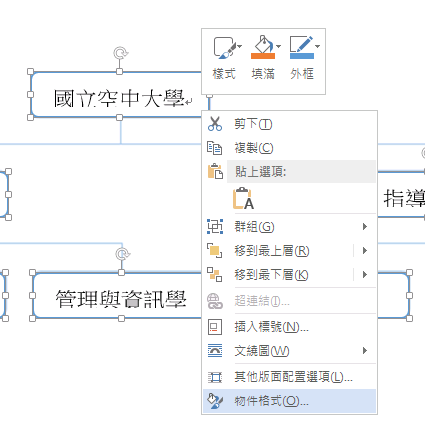 樣式 填滿 外框
國立空中大學
剪下(T)
複製(C)
貼上選項:
A
指導
群組(G)
移到最上層(R)
移到最下層(K)
管理與資訊學
超連結(I)...
插入標號(N)...
文繞圖(W)
其他版面配置選項(L)...
物件格式(O)...